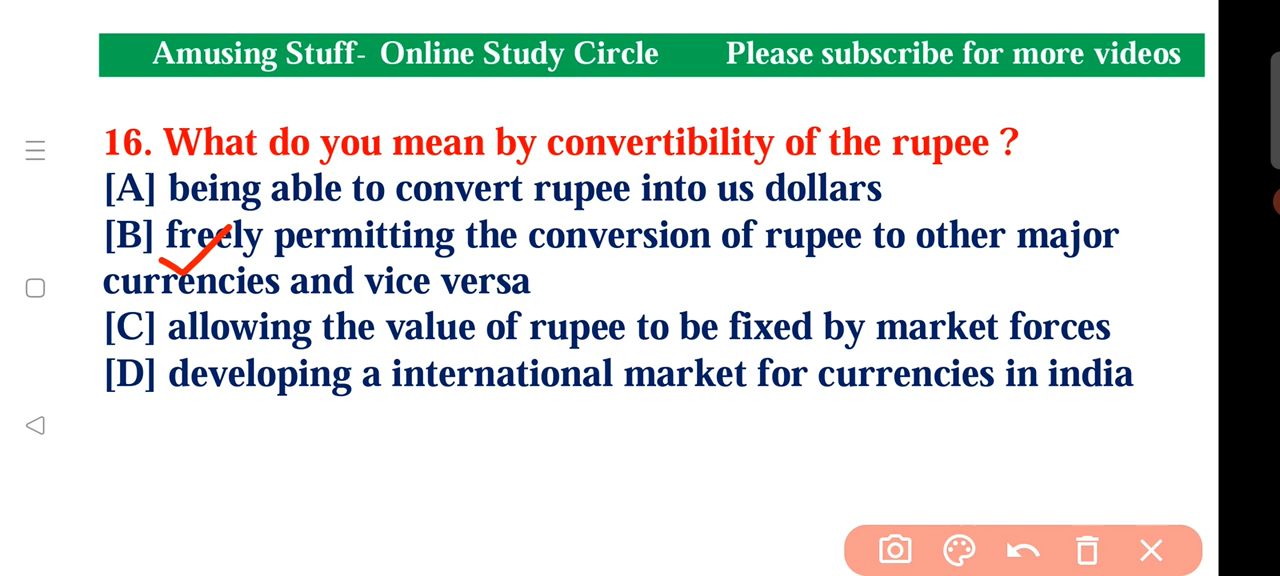 Amusing Stuff- Online Study Circle Please subscribe for more videos
16. What do you mean by convertibility of the rupee ?
[A] being able to convert rupee into us dollars
[B] freely permitting the conversion of rupee to other major
currencies and vice versa
[C] allowing the value of rupee to be fixed by market forces
[D] developing a international market for currencies in india